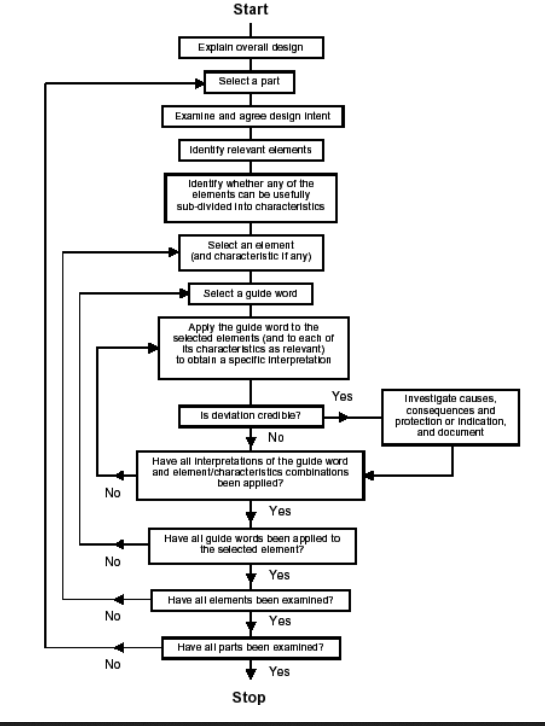 Start
Explain overall design
Select a part
Examine and agree design intent
Identify relevant elements
Identify whether any of the
elements can be usefully
sub-divided into characteristics
Select an element
(and characteristic if any)
Select a guide word
Apply the guide word to the
selected elements (and to each of
its characteristics as relevant)
to obtain a specific interpretation
Is deviation credible?
Yes
Investigate causes,
consequences and
protection or indication,
and document
No
Have all interpretations of the guide word
and element/characteristics combinations
been applied?
No
Yes
Have all guide words been applied to
the selected element?
No
Yes
Have all elements been examined?
No
Yes
Have all parts been examined?
No
Yes
Stop